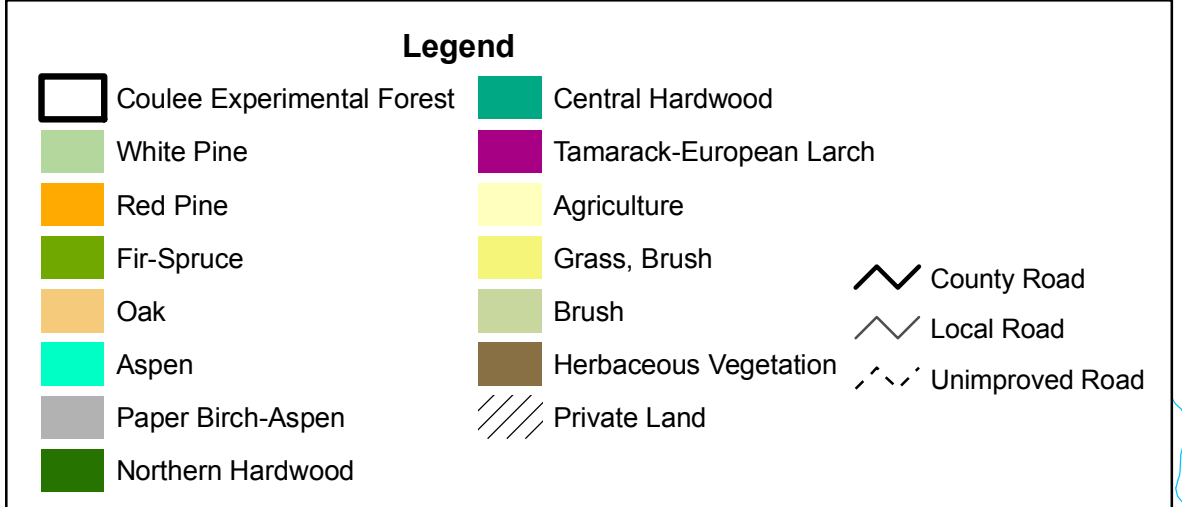 Legend
Coulee Experimental Forest
White Pine
Red Pine
Fir-Spruce
Oak
Aspen
Paper Birch-Aspen
Northern Hardwood
Central Hardwood
Tamarack-European Larch
Agriculture
Grass, Brush
Brush
Herbaceous Vegetation
Private Land
County Road
Local Road
Unimproved Road